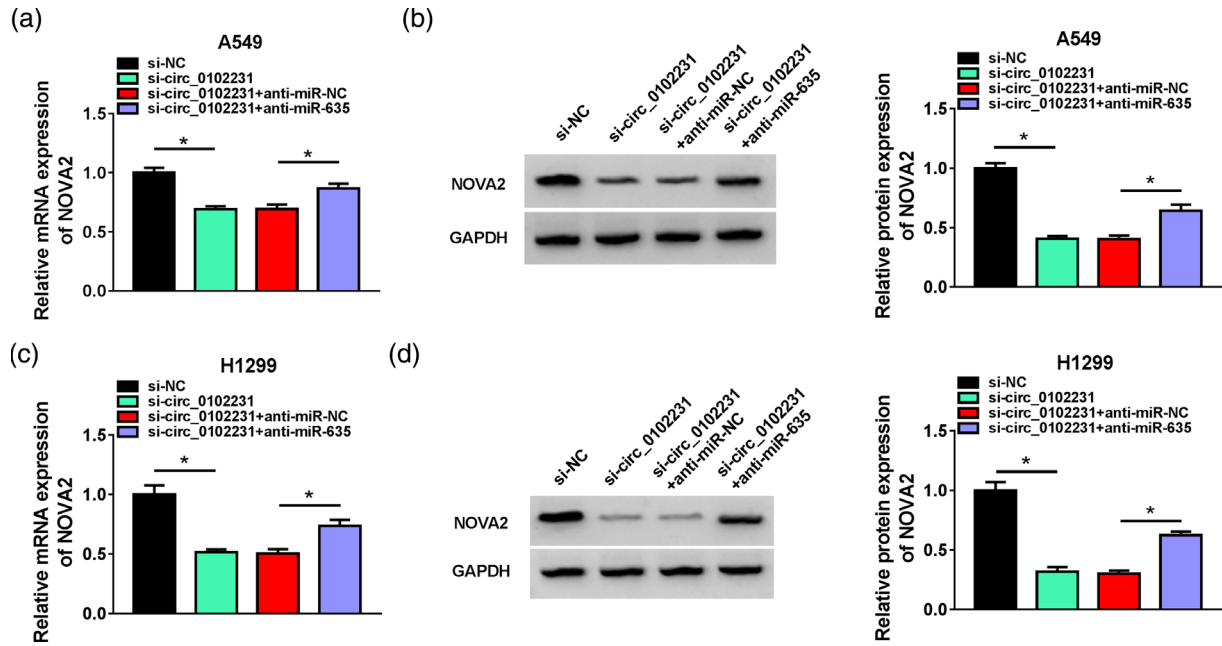 (a)
A549
si-NC
si-circ_0102231
si-circ_0102231+anti-miR-NC
si-circ_0102231+anti-miR-635
Relative mRNA expression
of NOVA2
1.5
1.0
0.5
0.0
*
*
(b)
si-NC
si-circ_0102231
si-circ_0102231
+anti-miR-NC
si-circ_0102231
+anti-miR-635
NOVA2
GAPDH
A549
si-NC
si-circ_0102231
si-circ_0102231+anti-miR-NC
si-circ_0102231+anti-miR-635
Relative protein expression
of NOVA2
1.5
1.0
0.5
0.0
*
*
(c)
H1299
si-NC
si-circ_0102231
si-circ_0102231+anti-miR-NC
si-circ_0102231+anti-miR-635
Relative mRNA expression
of NOVA2
1.5
1.0
0.5
0.0
*
*
(d)
si-NC
si-circ_0102231
si-circ_0102231
+anti-miR-NC
si-circ_0102231
+anti-miR-635
NOVA2
GAPDH
H1299
si-NC
si-circ_0102231
si-circ_0102231+anti-miR-NC
si-circ_0102231+anti-miR-635
Relative protein expression
of NOVA2
1.5
1.0
0.5
0.0
*
*